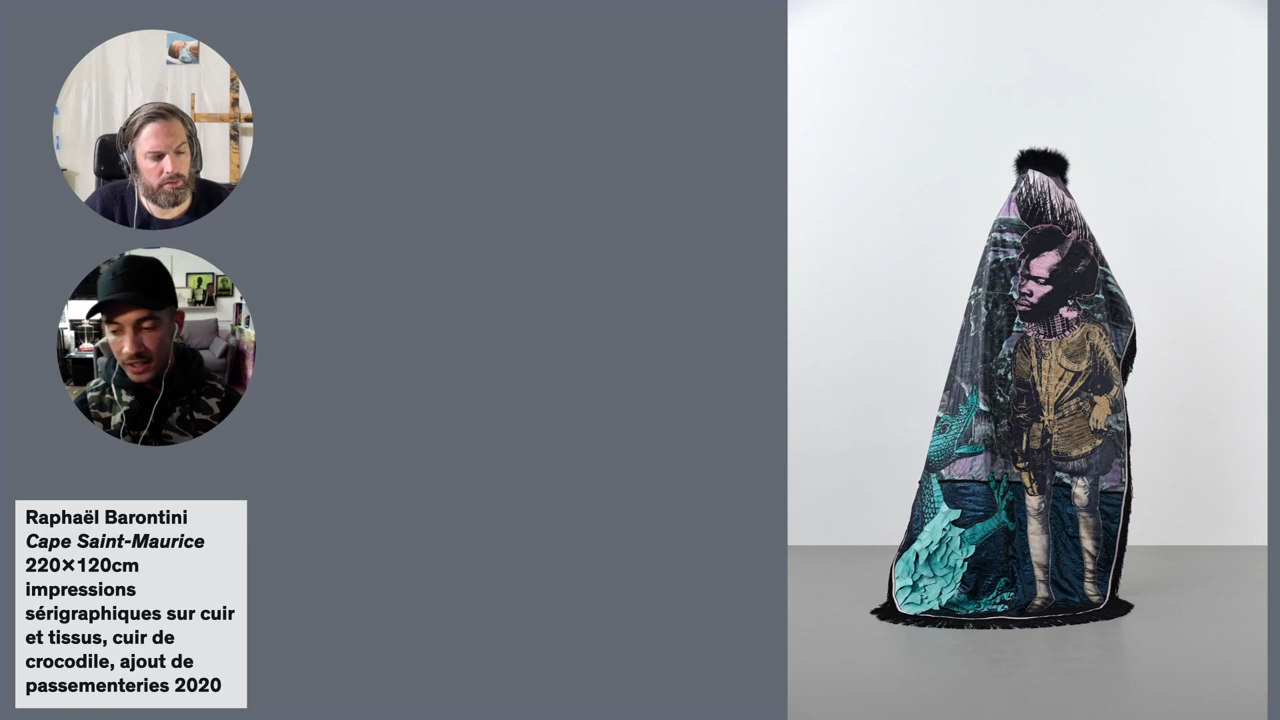 Raphaël Barontini
Cape Saint-Maurice
220×120cm
impressions
sérigraphiques sur cuir
et tissus, cuir de
crocodile, ajout de
passementeries 2020